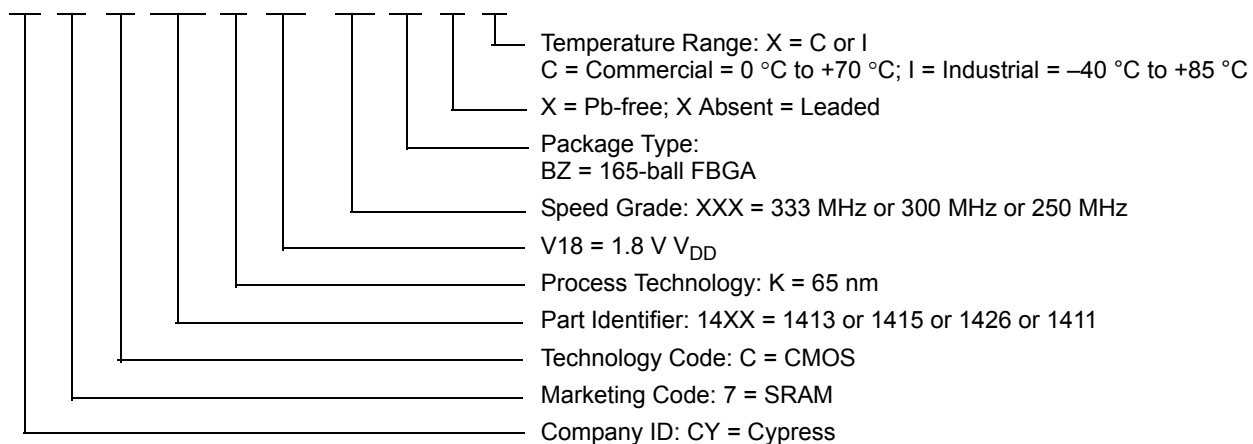 Temperature Range: X = C or I
C = Commercial = 0 °C to +70 °C; I = Industrial = –40 °C to +85 °C
X = Pb-free; X Absent = Leaded
Package Type:
BZ = 165-ball FBGA
Speed Grade: XXX = 333 MHz or 300 MHz or 250 MHz
V18 = 1.8 V VDD
Process Technology: K = 65 nm
Part Identifier: 14XX = 1413 or 1415 or 1426 or 1411
Technology Code: C = CMOS
Marketing Code: 7 = SRAM
Company ID: CY = Cypress